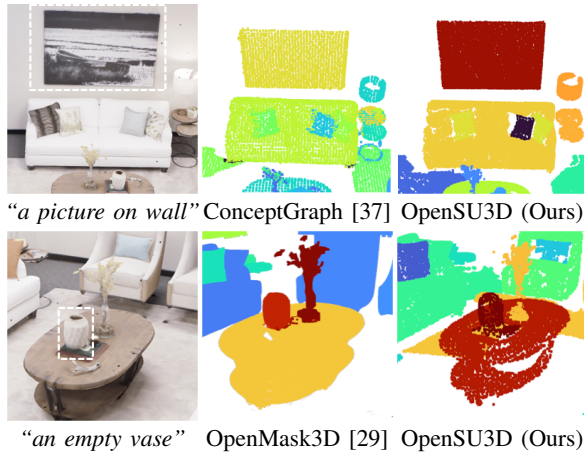 "a picture on wall" ConceptGraph [37] OpenSU3D (Ours)
"an empty vase" OpenMask3D [29] OpenSU3D (Ours)